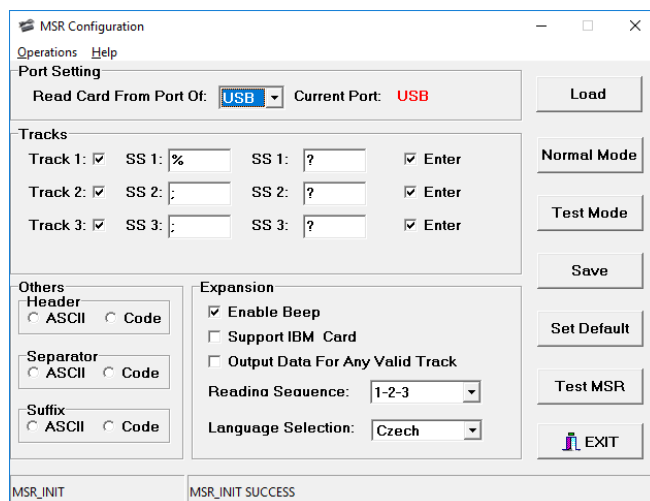 MSR Configuration
Operations Help
Port Setting
Read Card From Port Of: USB Current Port: USB
Load
Tracks
Track 1: SS 1: % SS 1: ? Enter
Normal Mode
Track 2: SS 2: ; SS 2: ? Enter
Track 3: SS 3: ; SS 3: ? Enter
Test Mode
Save
Others
Header
ASCII Code
Separator
ASCII Code
Suffix
ASCII Code
Expansion
Enable Beep
Support IBM Card
Output Data For Any Valid Track
Reading Sequence: 1-2-3
Language Selection: Czech
Set Default
Test MSR
EXIT
MSR_INIT MSR_INIT SUCCESS